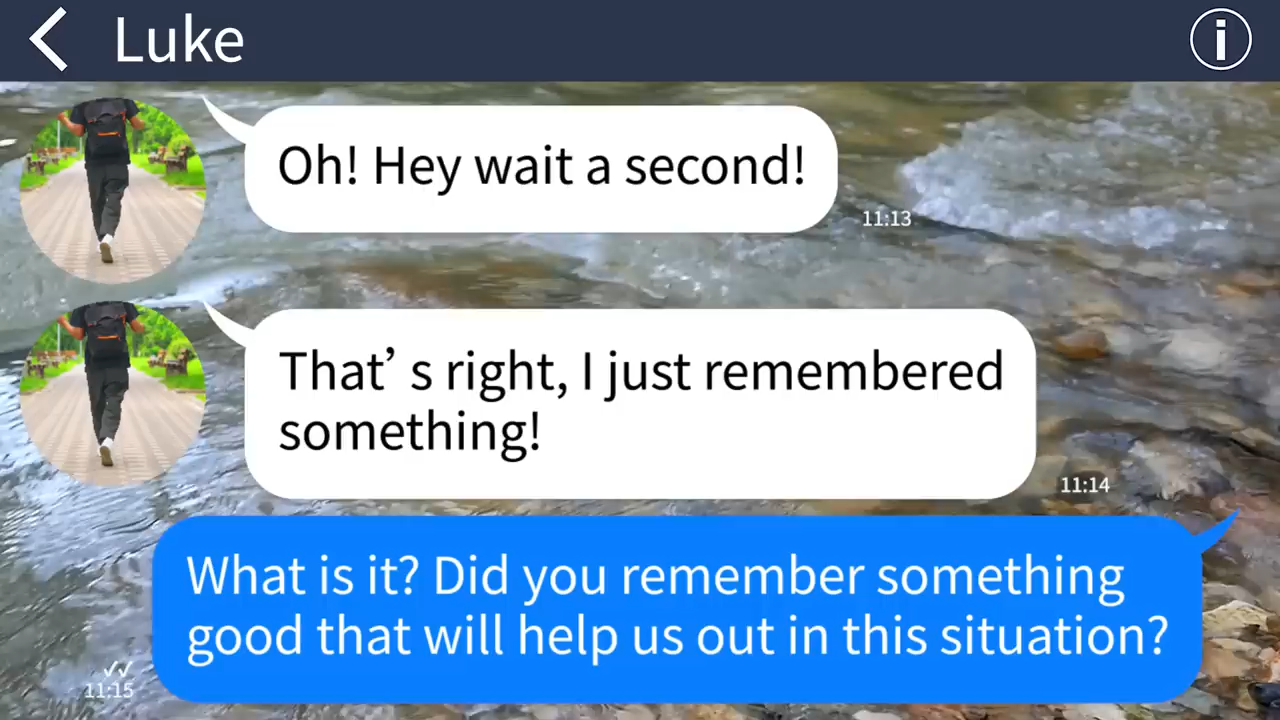 Luke
Oh! Hey wait a second!
11:13
That’s right, I just remembered
something!
11:14
What is it? Did you remember something
good that will help us out in this situation?
11:15